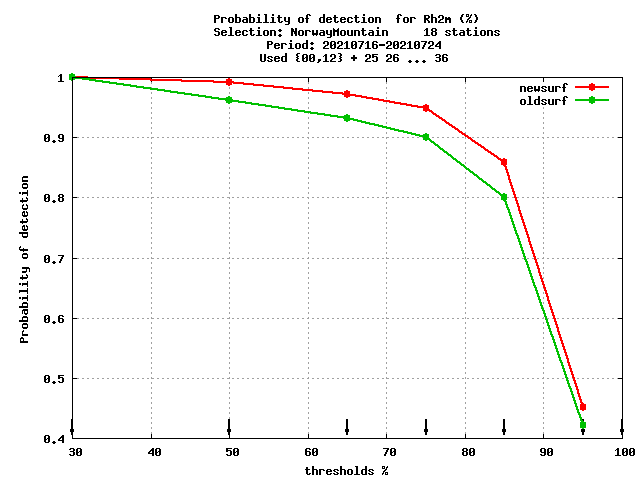 Probability of detection  for Rh2m (%)
Selection: NorwayMountain     18 stations
Period: 20210716-20210724
Used {00,12} + 25 26 ... 36
newsurf
oldsurf
Probability of detection
1
0.9
0.8
0.7
0.6
0.5
0.4
30 40 50 60 70 80 90 100
thresholds %